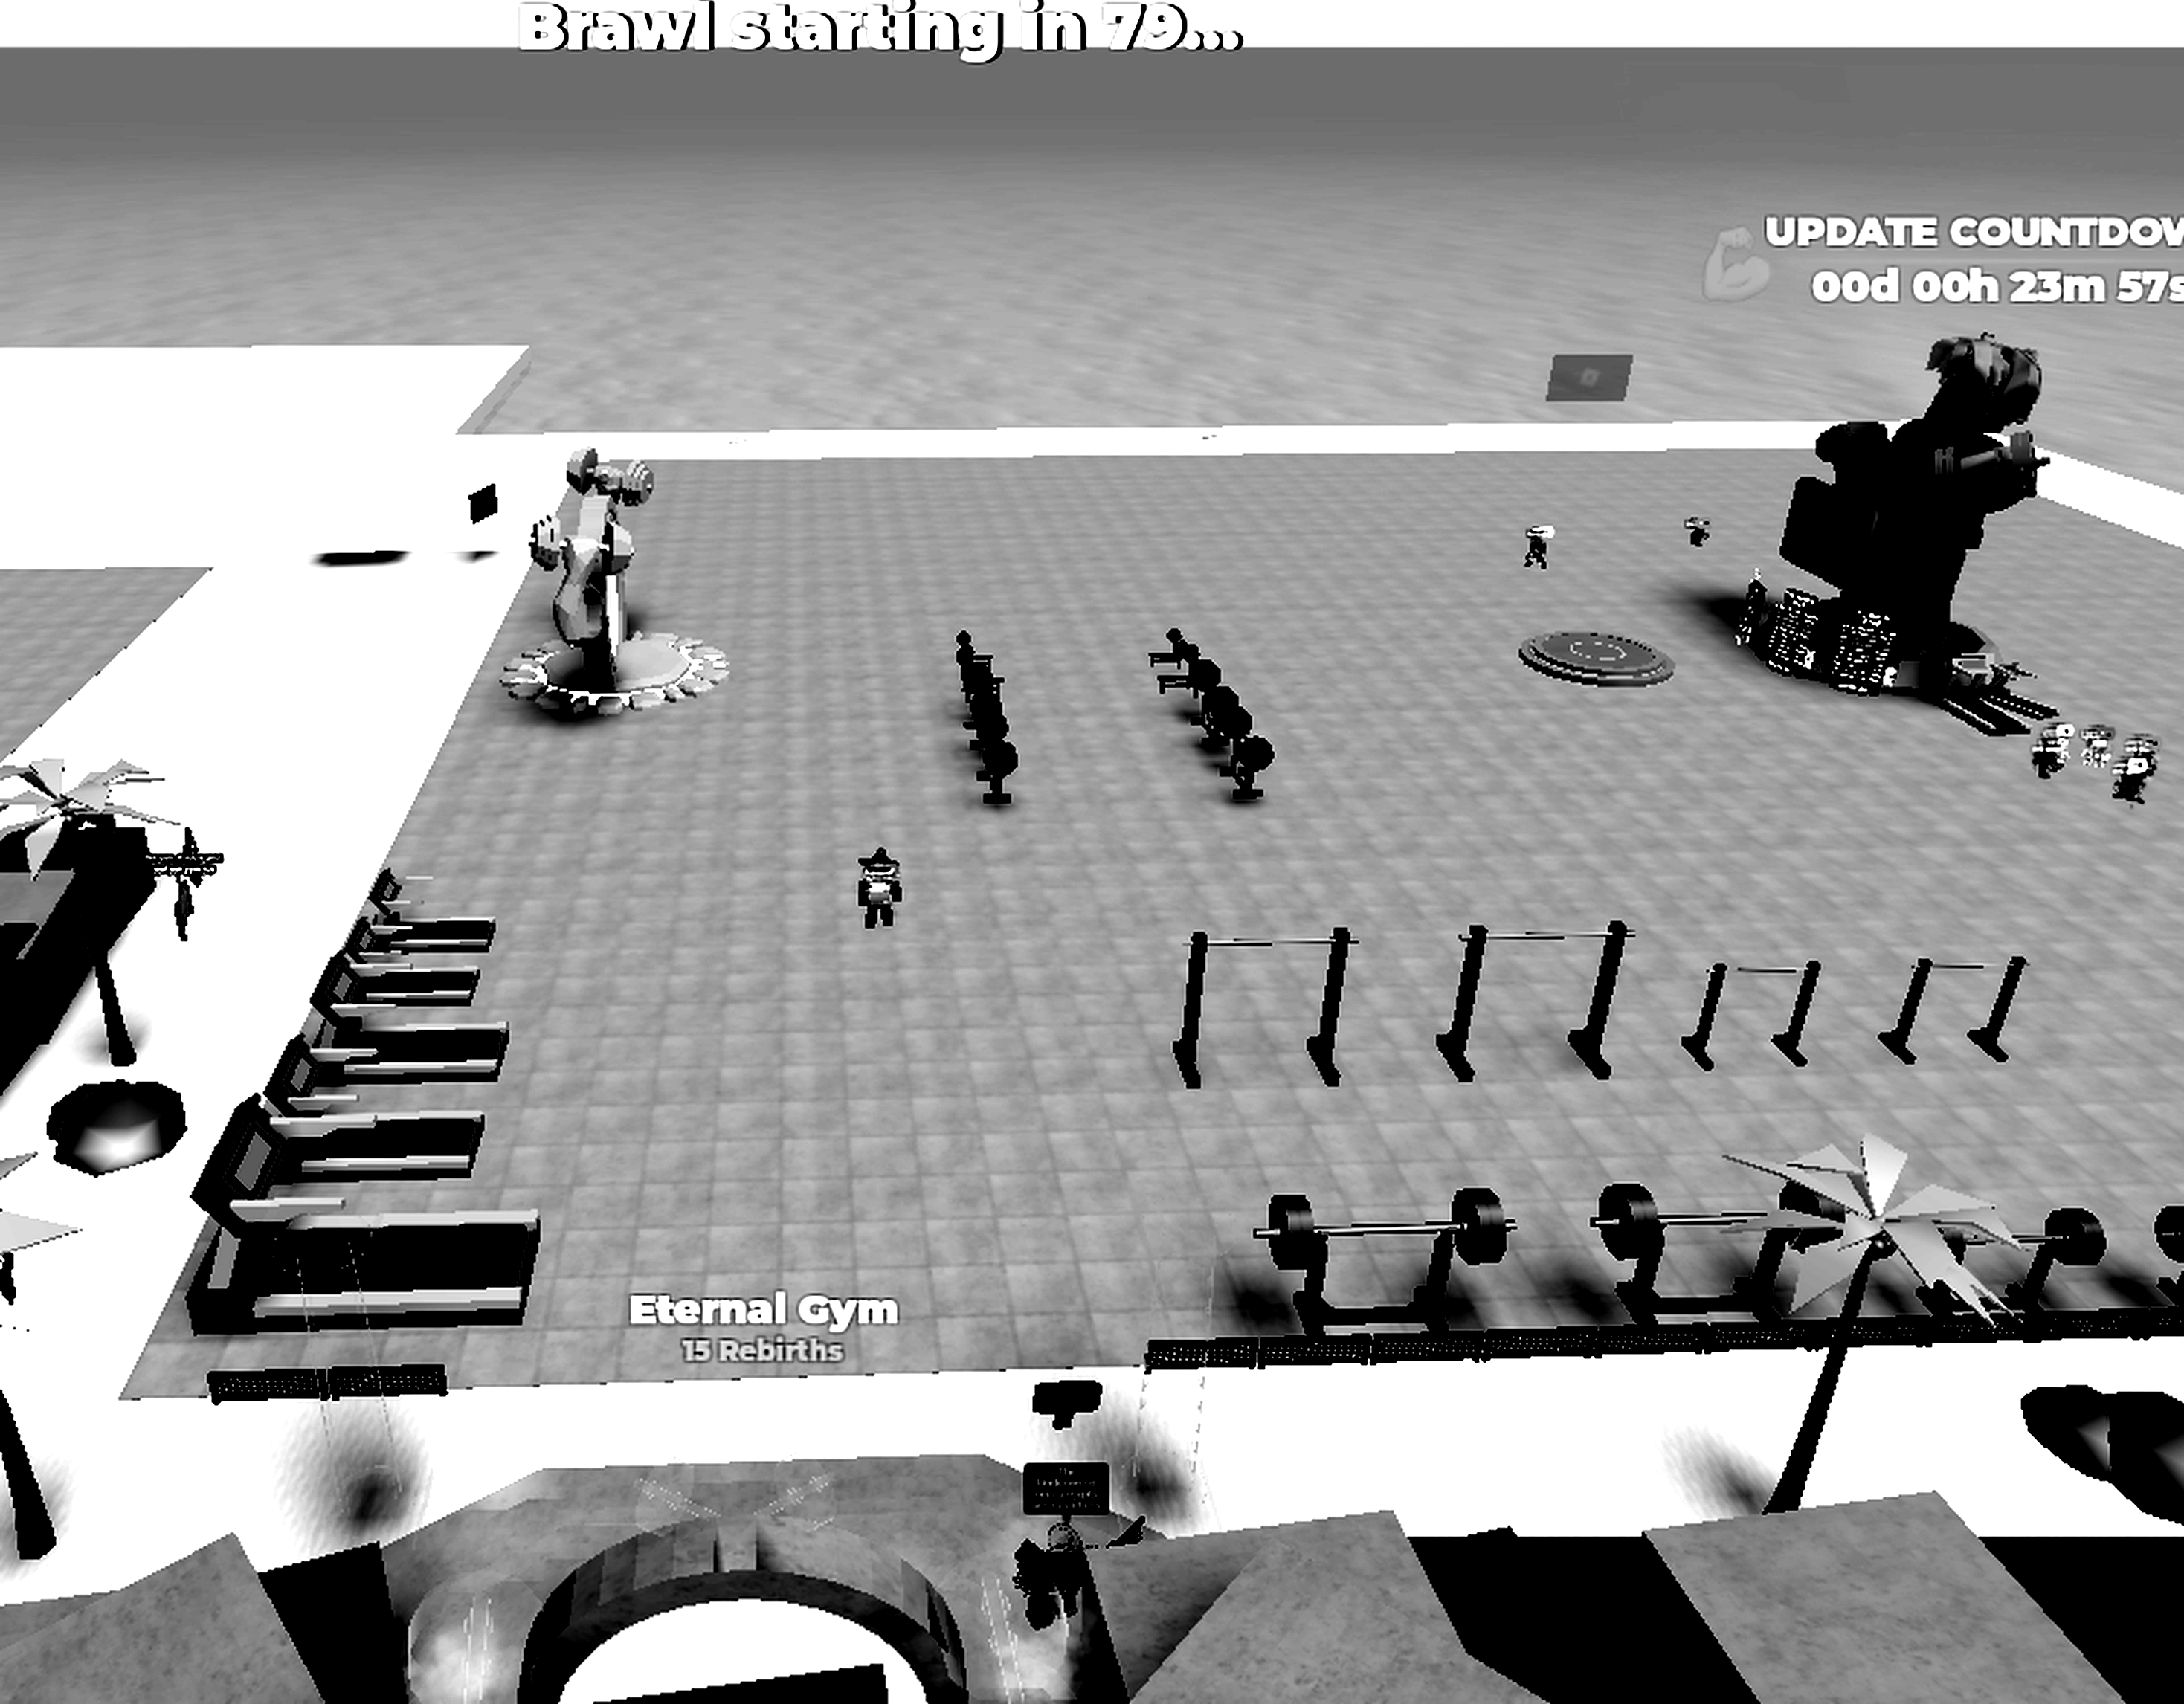 Brawl starting in 79...
UPDATE COUNTDOW
00d 00h 23m 57s
Eternal Gym
15 Rebirths